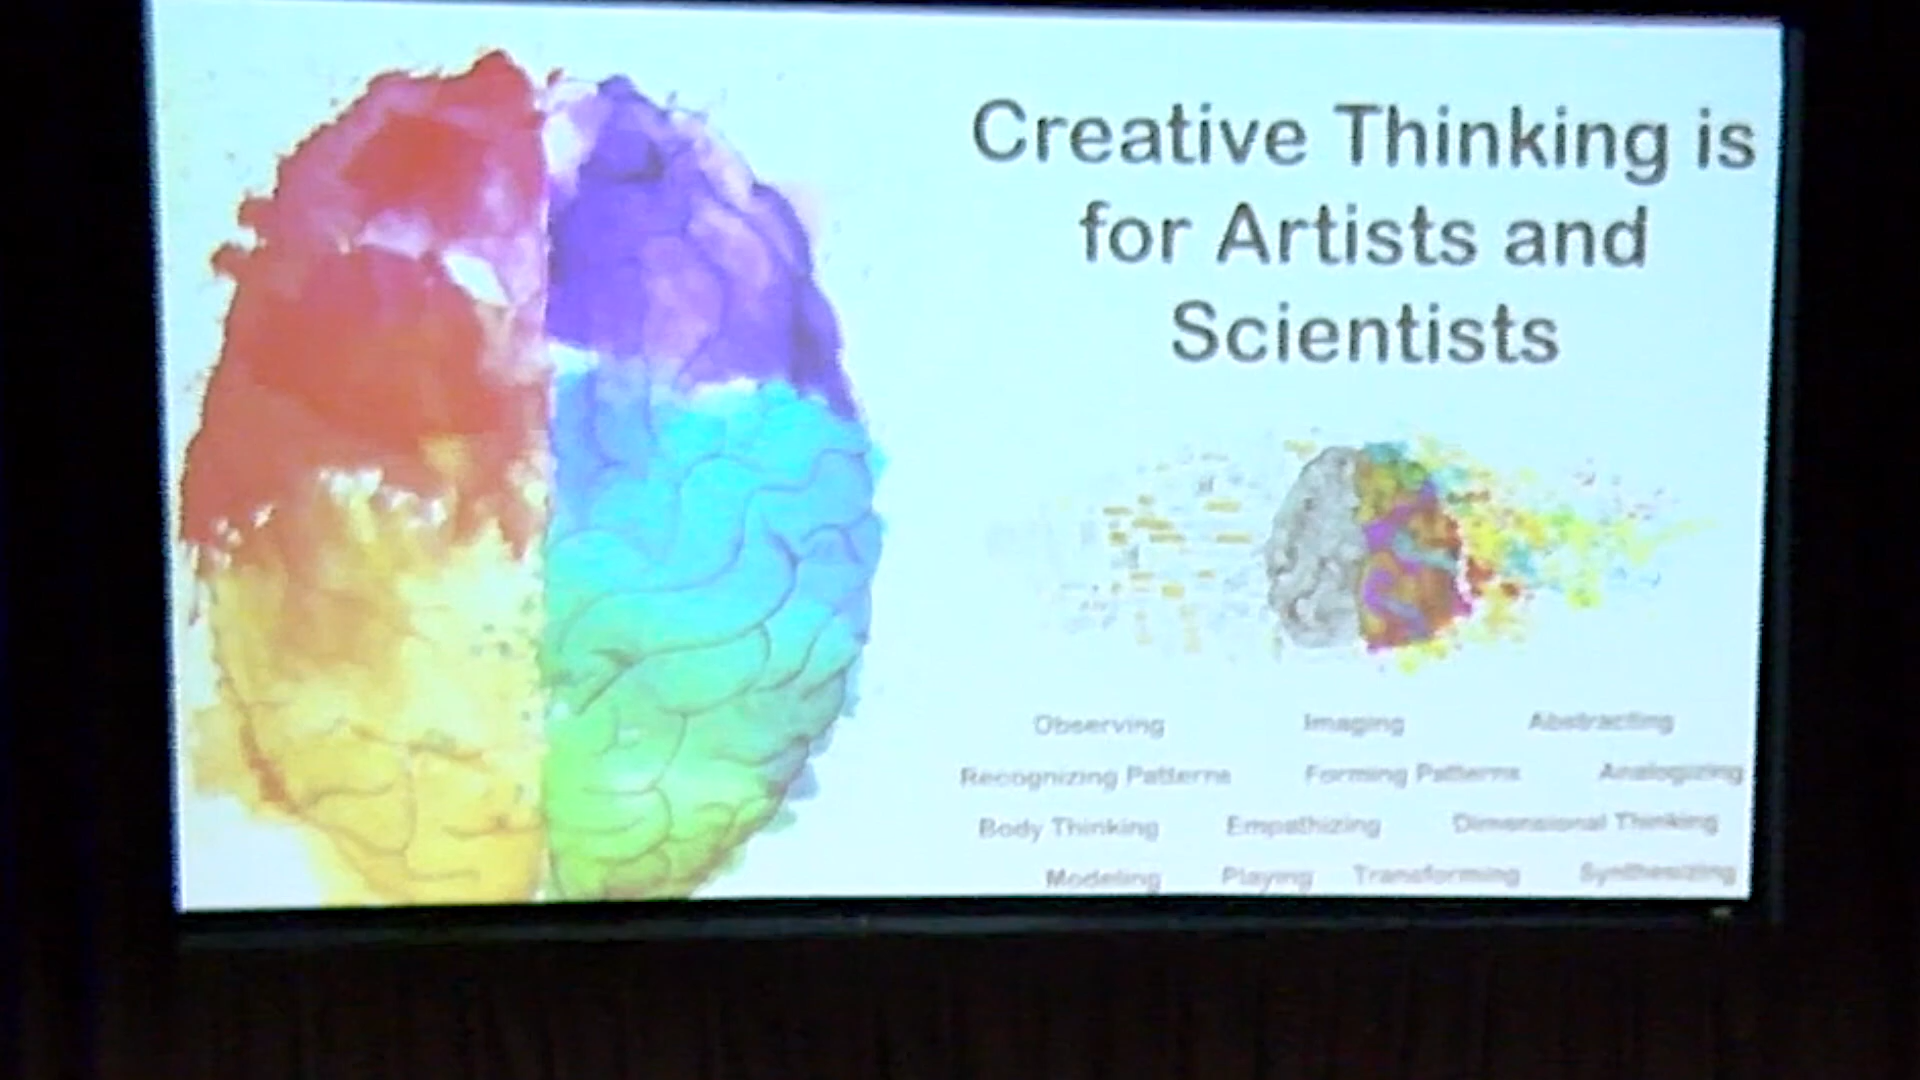 Creative Thinking is
for Artists and
Scientists
Observing Imaging Abstracting
Recognizing Patterns Forming Patterns Analogizing
Body Thinking Empathizing Dimensional Thinking
Modeling Playing Transforming Synthesizing